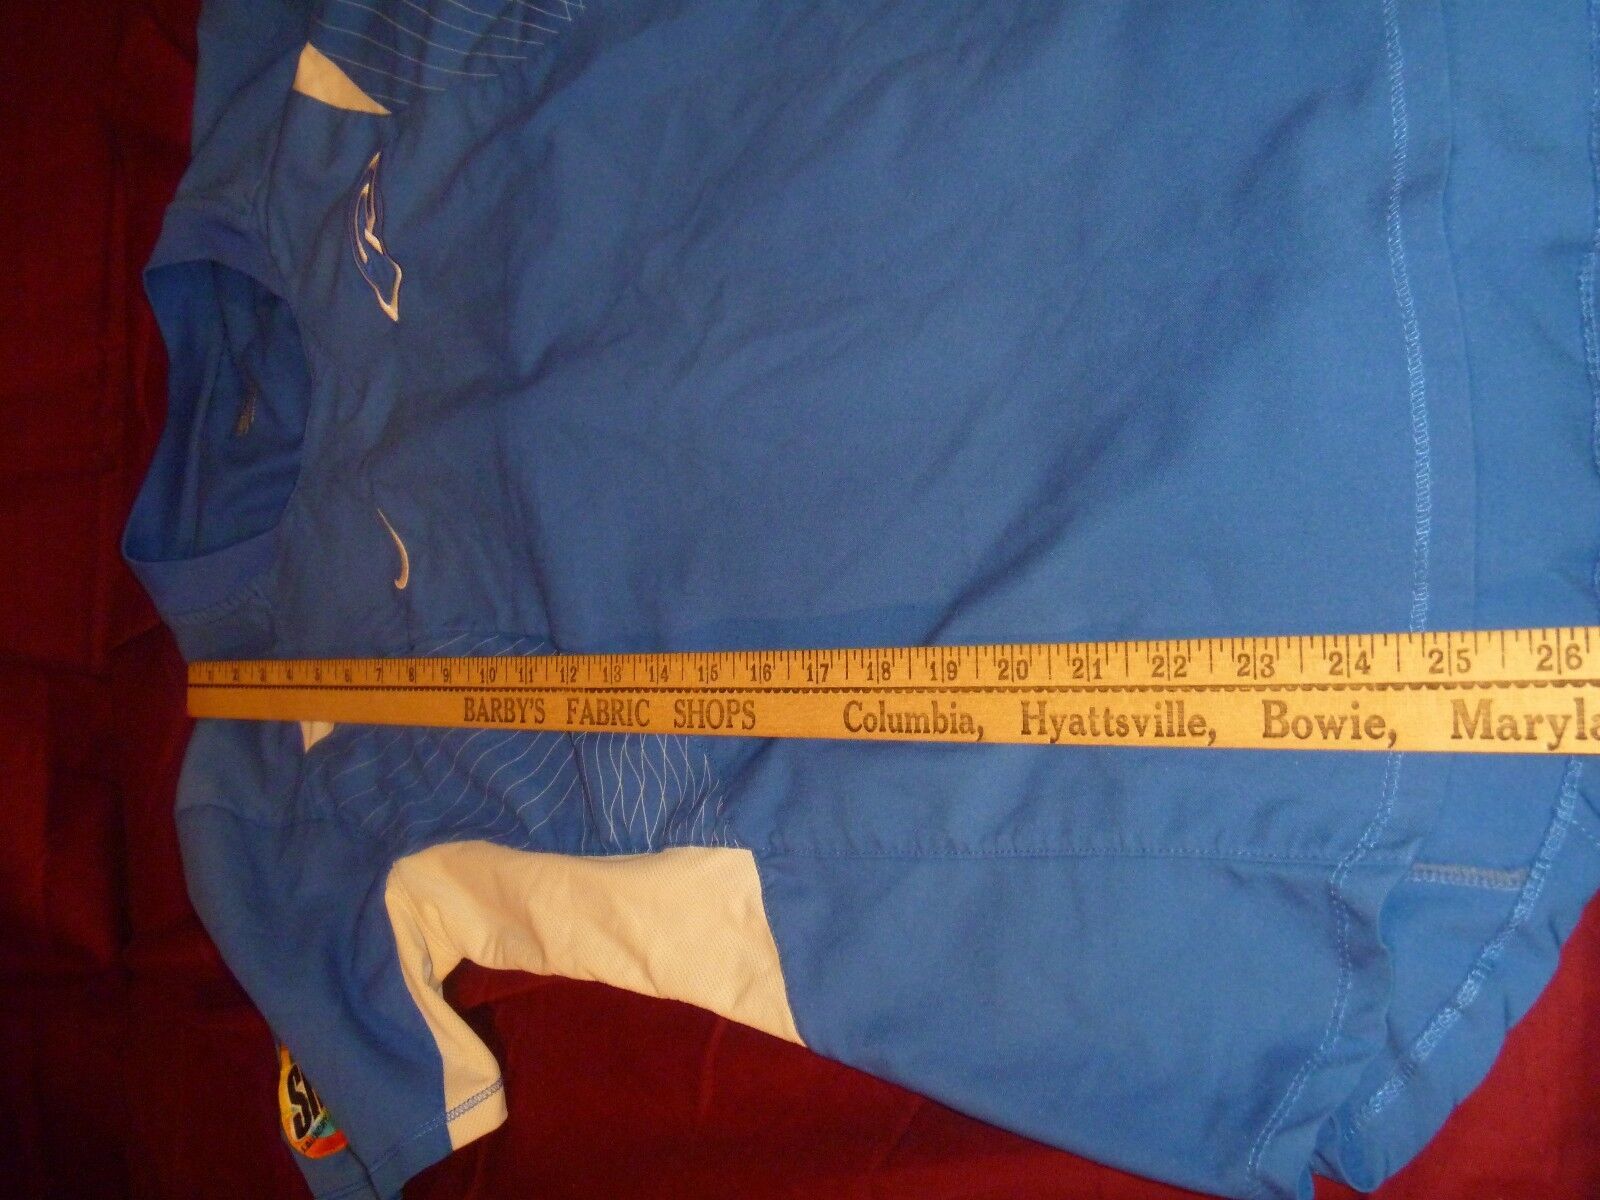 1 2 3 4 5 6 7 8 9 10 11 12 13 14 15 16 17 18 19 20 21 22 23 24 25 26
BARBY'S FABRIC SHOPS Columbia, Hyattsville, Bowie, Maryla